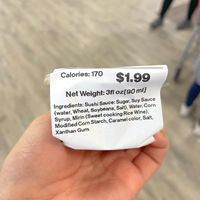 Calories: 170 $1.99
Net Weight: 3fl oz[90 ml]
Ingredients: Sushi Sauce: Sugar, Soy Sauce
(water, Wheat, Soybeans, Salt), Water, Corn
Syrup, Mirin (Sweet cooking Rice Wine),
Modified Corn Starch, Caramel color, Salt,
Xanthan Gum